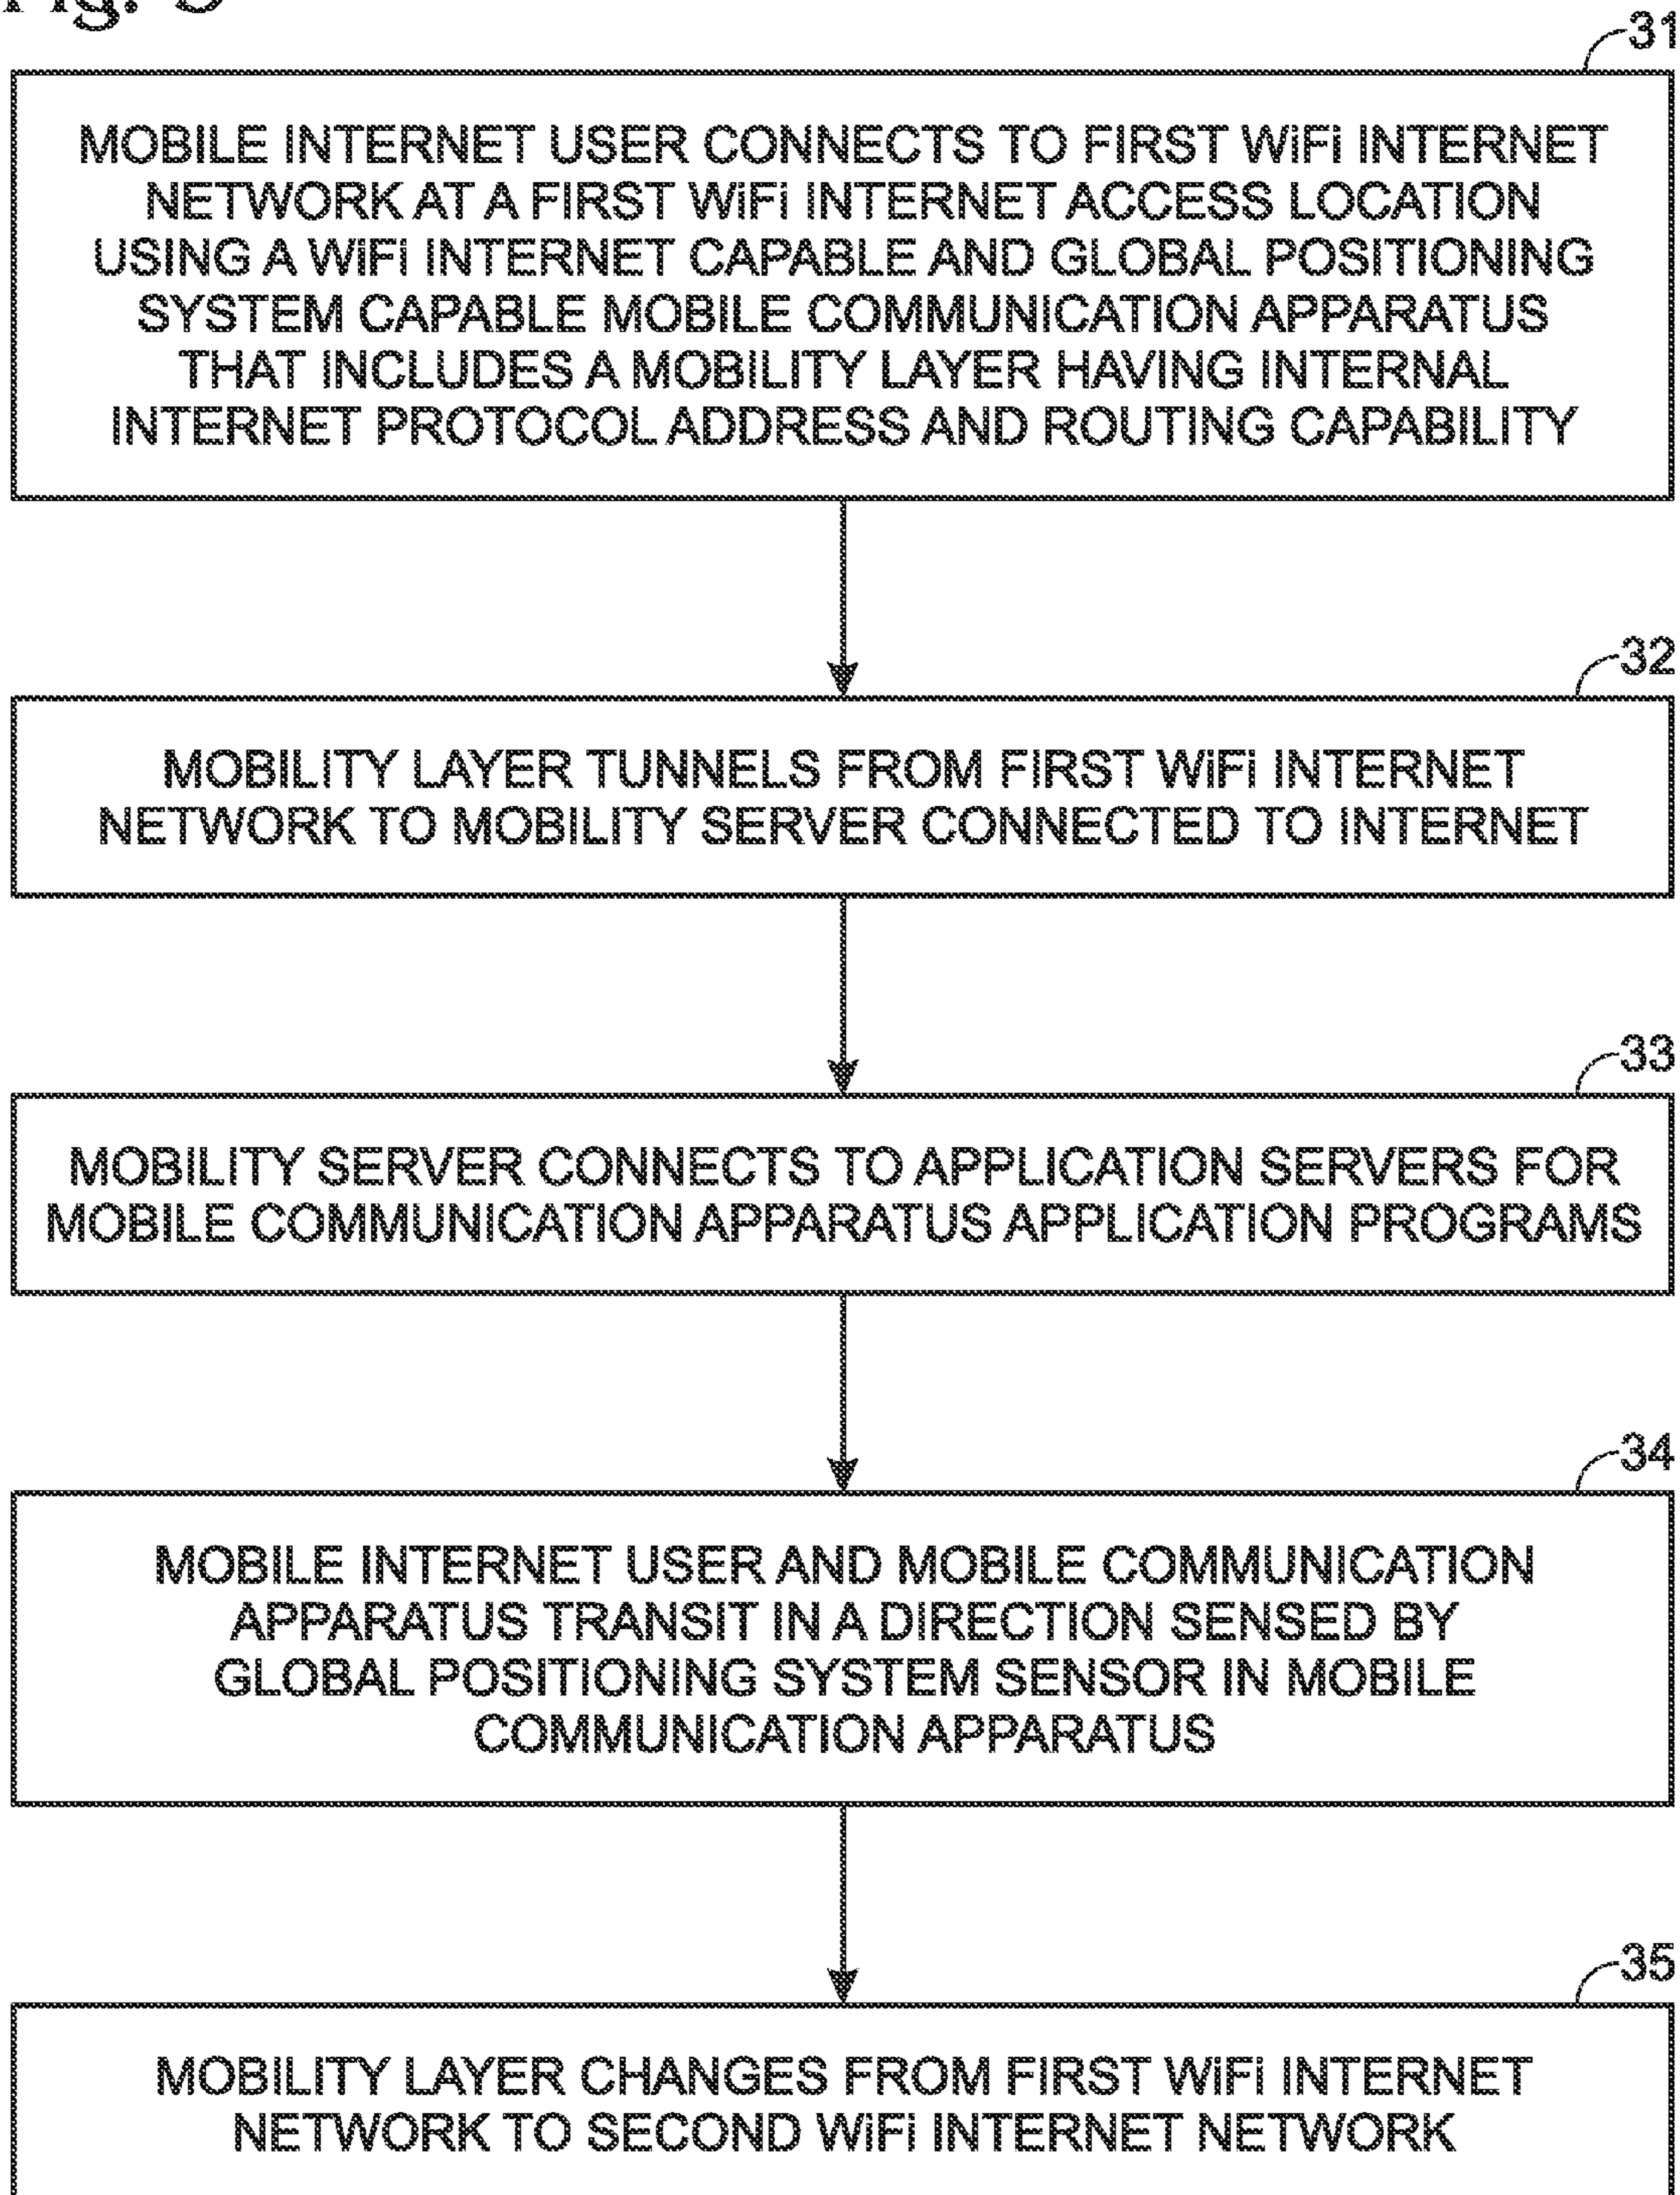 Fig. 3
31
MOBILE INTERNET USER CONNECTS TO FIRST WiFi INTERNET
NETWORK AT A FIRST WiFi INTERNET ACCESS LOCATION
USING A WiFi INTERNET CAPABLE AND GLOBAL POSITIONING
SYSTEM CAPABLE MOBILE COMMUNICATION APPARATUS
THAT INCLUDES A MOBILITY LAYER HAVING INTERNAL
INTERNET PROTOCOL ADDRESS AND ROUTING CAPABILITY
32
MOBILITY LAYER TUNNELS FROM FIRST WiFi INTERNET
NETWORK TO MOBILITY SERVER CONNECTED TO INTERNET
33
MOBILITY SERVER CONNECTS TO APPLICATION SERVERS FOR
MOBILE COMMUNICATION APPARATUS APPLICATION PROGRAMS
34
MOBILE INTERNET USER AND MOBILE COMMUNICATION
APPARATUS TRANSIT IN A DIRECTION SENSED BY
GLOBAL POSITIONING SYSTEM SENSOR IN MOBILE
COMMUNICATION APPARATUS
35
MOBILITY LAYER CHANGES FROM FIRST WiFi INTERNET
NETWORK TO SECOND WiFi INTERNET NETWORK